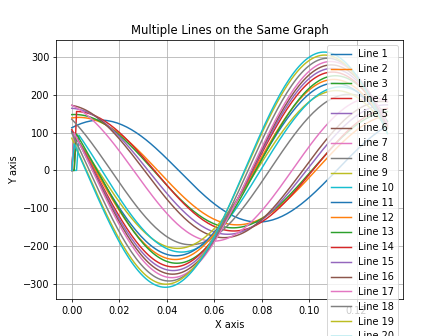 Multiple Lines on the Same Graph
Y axis
300
200
100
0
−100
−200
−300
0.00
0.02
0.04
0.06
0.08
0.10
X axis
Line 1
Line 2
Line 3
Line 4
Line 5
Line 6
Line 7
Line 8
Line 9
Line 10
Line 11
Line 12
Line 13
Line 14
Line 15
Line 16
Line 17
Line 18
Line 19
Line 20